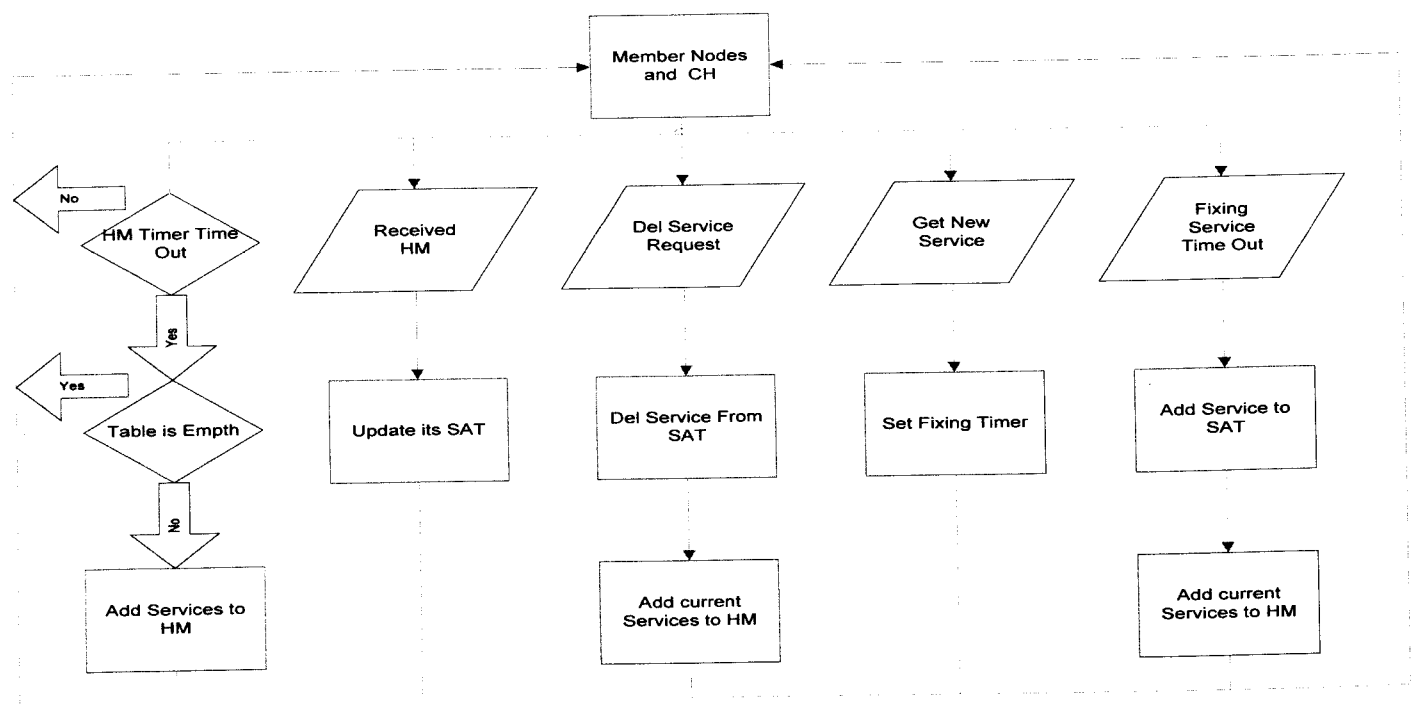 Member Nodes
and CH
No
HM Timer Time
Out
Received
HM
Del Service
Request
Get New
Service
Fixing
Service
Time Out
Yes
Yes
Table is Empth
Update its SAT
Del Service From
SAT
Set Fixing Timer
Add Service to
SAT
No
Add Services to
HM
Add current
Services to HM
Add current
Services to HM